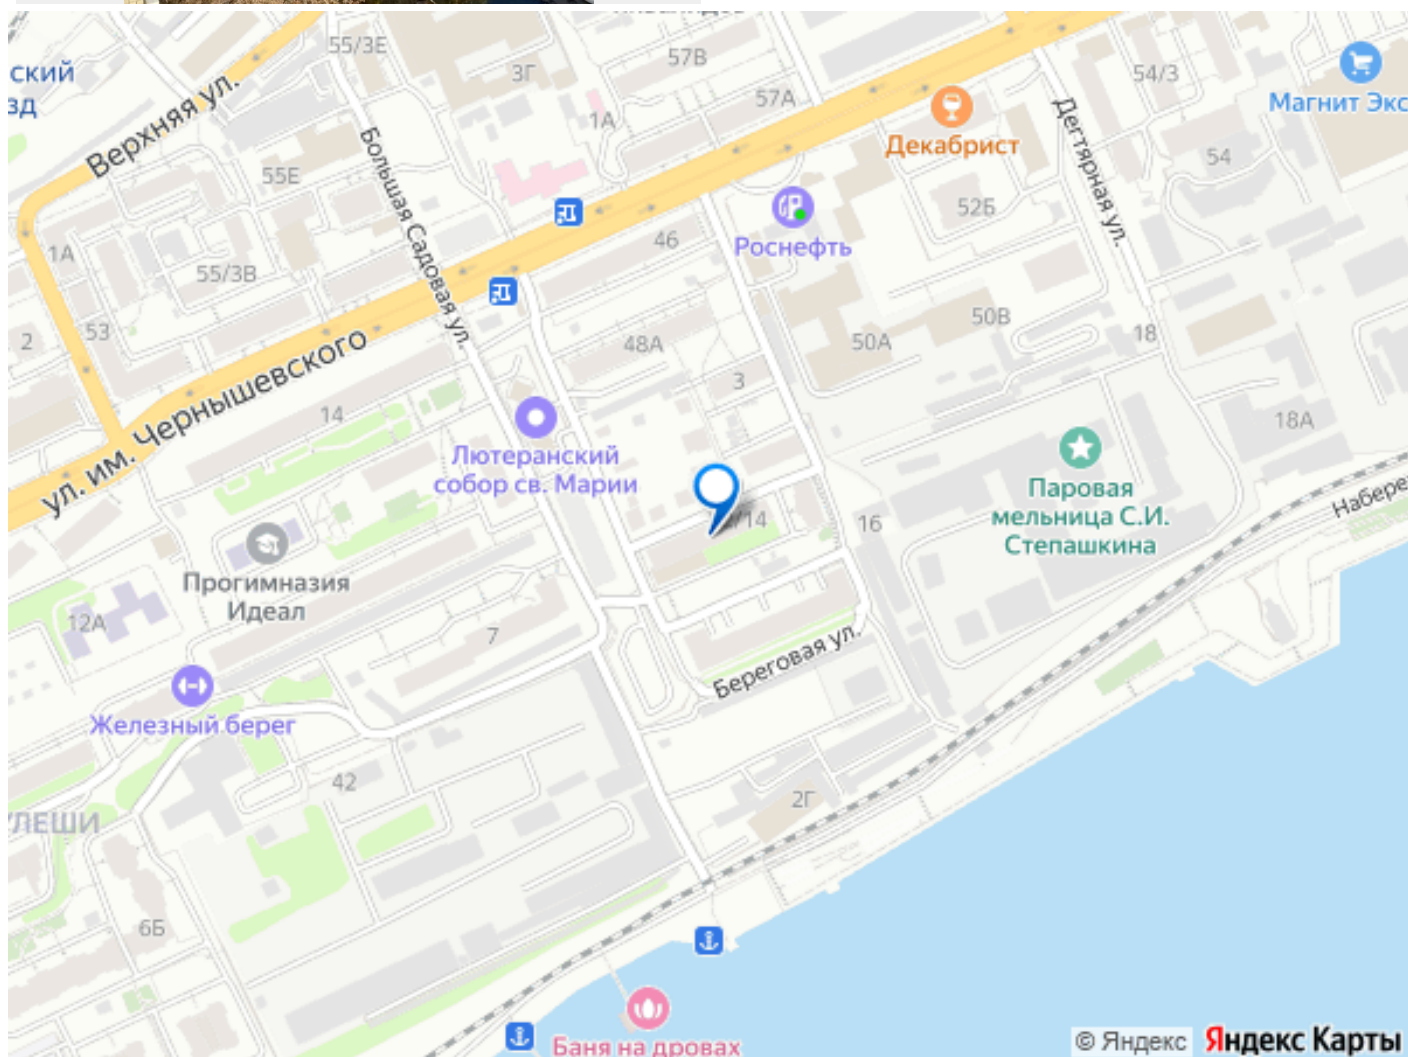 55/3Е
3Г
57В
54/3
ский
зд
Магнит Экс
Верхняя ул.
57А
1А
Декабрист
Большая Садовая ул.
Дегтярная ул.
54
55Е
52Б
46
Роснефть
1А
55/3В
50В
53
2
48А
50А
18
ул. им. Чернышевского
3
14
18А
Лютеранский
собор св. Марии
Паровая
мельница С.И.
Степашкина
Набере
/14
16
Прогимназия
Идеал
12А
7
Береговая ул.
Железный берег
42
2Г
ЛЕШИ
6Б
Баня на дровах
© Яндекс Яндекс Карты